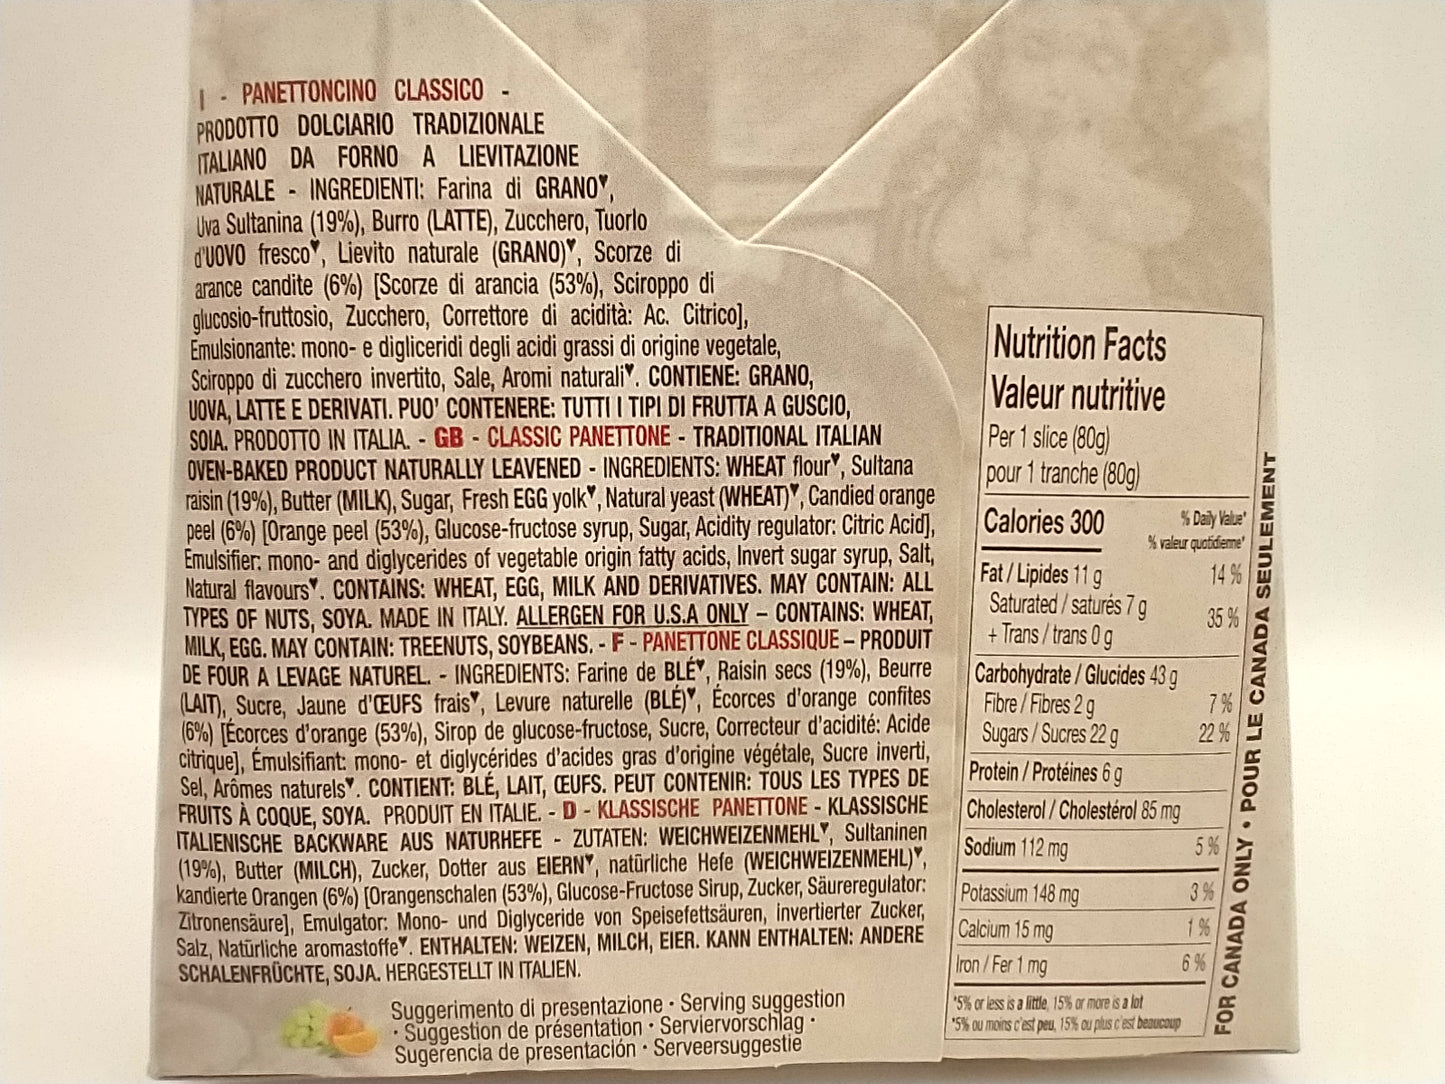 I - PANETTONCINO CLASSICO -
PRODOTTO DOLCIARIO TRADIZIONALE
ITALIANO DA FORNO A LIEVITAZIONE
NATURALE - INGREDIENTI: Farina di GRANO♥,
Uva Sultanina (19%), Burro (LATTE), Zucchero, Tuorlo
d'UOVO fresco♥, Lievito naturale (GRANO)♥, Scorze di
arance candite (6%) [Scorze di arancia (53%), Sciroppo di
glucosio-fruttosio, Zucchero, Correttore di acidità: Ac. Citrico],
Emulsionante: mono- e digliceridi degli acidi grassi di origine vegetale,
Sciroppo di zucchero invertito, Sale, Aromi naturali♥. CONTIENE: GRANO,
UOVA, LATTE E DERIVATI. PUO' CONTENERE: TUTTI I TIPI DI FRUTTA A GUSCIO,
SOIA. PRODOTTO IN ITALIA. - GB - CLASSIC PANETTONE - TRADITIONAL ITALIAN
OVEN-BAKED PRODUCT NATURALLY LEAVENED - INGREDIENTS: WHEAT flour♥, Sultana
raisin (19%), Butter (MILK), Sugar, Fresh EGG yolk♥, Natural yeast (WHEAT)♥, Candied orange
peel (6%) [Orange peel (53%), Glucose-fructose syrup, Sugar, Acidity regulator: Citric Acid],
Emulsifier: mono- and diglycerides of vegetable origin fatty acids, Invert sugar syrup, Salt,
Natural flavours♥. CONTAINS: WHEAT, EGG, MILK AND DERIVATIVES. MAY CONTAIN: ALL
TYPES OF NUTS, SOYA. MADE IN ITALY. ALLERGEN FOR U.S.A ONLY – CONTAINS: WHEAT,
MILK, EGG. MAY CONTAIN: TREENUTS, SOYBEANS. - F - PANETTONE CLASSIQUE – PRODUIT
DE FOUR A LEVAGE NATUREL. - INGREDIENTS: Farine de BLÉ♥, Raisin secs (19%), Beurre
(LAIT), Sucre, Jaune d'ŒUFS frais♥, Levure naturelle (BLÉ)♥, Écorces d'orange confites
(6%) [Écorces d'orange (53%), Sirop de glucose-fructose, Sucre, Correcteur d'acidité: Acide
citrique], Émulsifiant: mono- et diglycérides d'acides gras d'origine végétale, Sucre inverti,
Sel, Arômes naturels♥. CONTIENT: BLÉ, LAIT, ŒUFS. PEUT CONTENIR: TOUS LES TYPES DE
FRUITS À COQUE, SOYA. PRODUIT EN ITALIE. - D - KLASSISCHE PANETTONE - KLASSISCHE
ITALIENISCHE BACKWARE AUS NATURHEFE - ZUTATEN: WEICHWEIZENMEHL♥, Sultaninen
(19%), Butter (MILCH), Zucker, Dotter aus EIERN♥, natürliche Hefe (WEICHWEIZENMEHL)♥,
kandierte Orangen (6%) [Orangenschalen (53%), Glucose-Fructose Sirup, Zucker, Säureregulator:
Zitronensäure], Emulgator: Mono- und Diglyceride von Speisefettsäuren, invertierter Zucker,
Salz, Natürliche aromastoffe♥. ENTHALTEN: WEIZEN, MILCH, EIER. KANN ENTHALTEN: ANDERE
SCHALENFRÜCHTE, SOJA. HERGESTELLT IN ITALIEN.
Suggerimento di presentazione · Serving suggestion
· Suggestion de présentation · Serviervorschlag ·
Sugerencia de presentación · Serveersuggestie
Nutrition Facts
Valeur nutritive
Per 1 slice (80g)
pour 1 tranche (80g)
Calories 300 % Daily Value*
% valeur quotidienne*
Fat / Lipides 11 g 14 %
Saturated / saturés 7 g 35 %
+ Trans / trans 0 g
Carbohydrate / Glucides 43 g
Fibre / Fibres 2 g 7 %
Sugars / Sucres 22 g 22 %
Protein / Protéines 6 g
Cholesterol / Cholestérol 85 mg
Sodium 112 mg 5 %
Potassium 148 mg 3 %
Calcium 15 mg 1 %
Iron / Fer 1 mg 6 %
*5% or less is a little, 15% or more is a lot
*5% ou moins c'est peu, 15% ou plus c'est beaucoup
FOR CANADA ONLY • POUR LE CANADA SEULEMENT